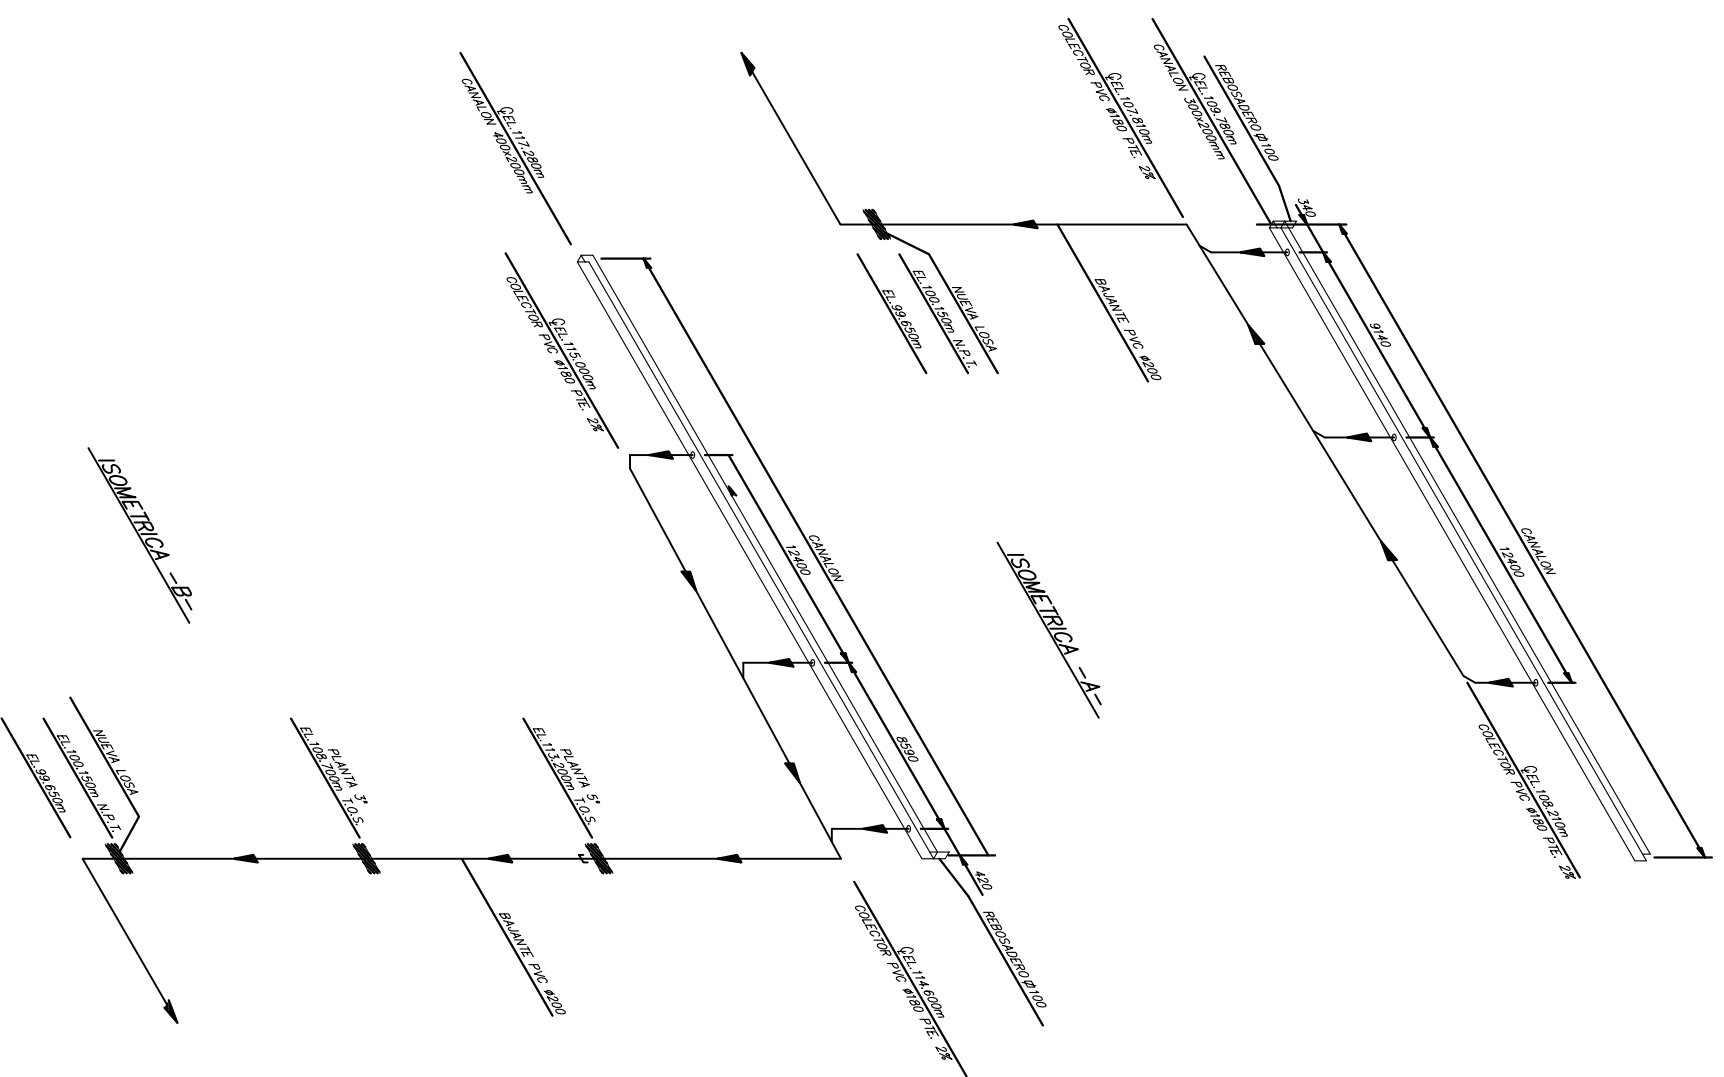 REBOSADERO Ø100
℄EL.109.780m
CANALON 300x200mm
℄EL.107.810m
COLECTOR PVC ø180 PTE. 2%
340
9140
12400
CANALON
BAJANTE PVC ø200
NUEVA LOSA
EL.100.150m N.P.T.
EL.99.650m
℄EL.108.210m
COLECTOR PVC ø180 PTE. 2%
ISOMETRICA -A-
℄EL.117.280m
CANALON 400x200mm
℄EL.115.000m
COLECTOR PVC ø180 PTE. 2%
CANALON
12400
8590
420
REBOSADERO Ø100
℄EL.114.600m
COLECTOR PVC ø180 PTE. 2%
PLANTA 5ª
EL.113.200m T.O.S.
PLANTA 3ª
EL.108.700m T.O.S.
BAJANTE PVC ø200
NUEVA LOSA
EL.100.150m N.P.T.
EL.99.650m
ISOMETRICA -B-